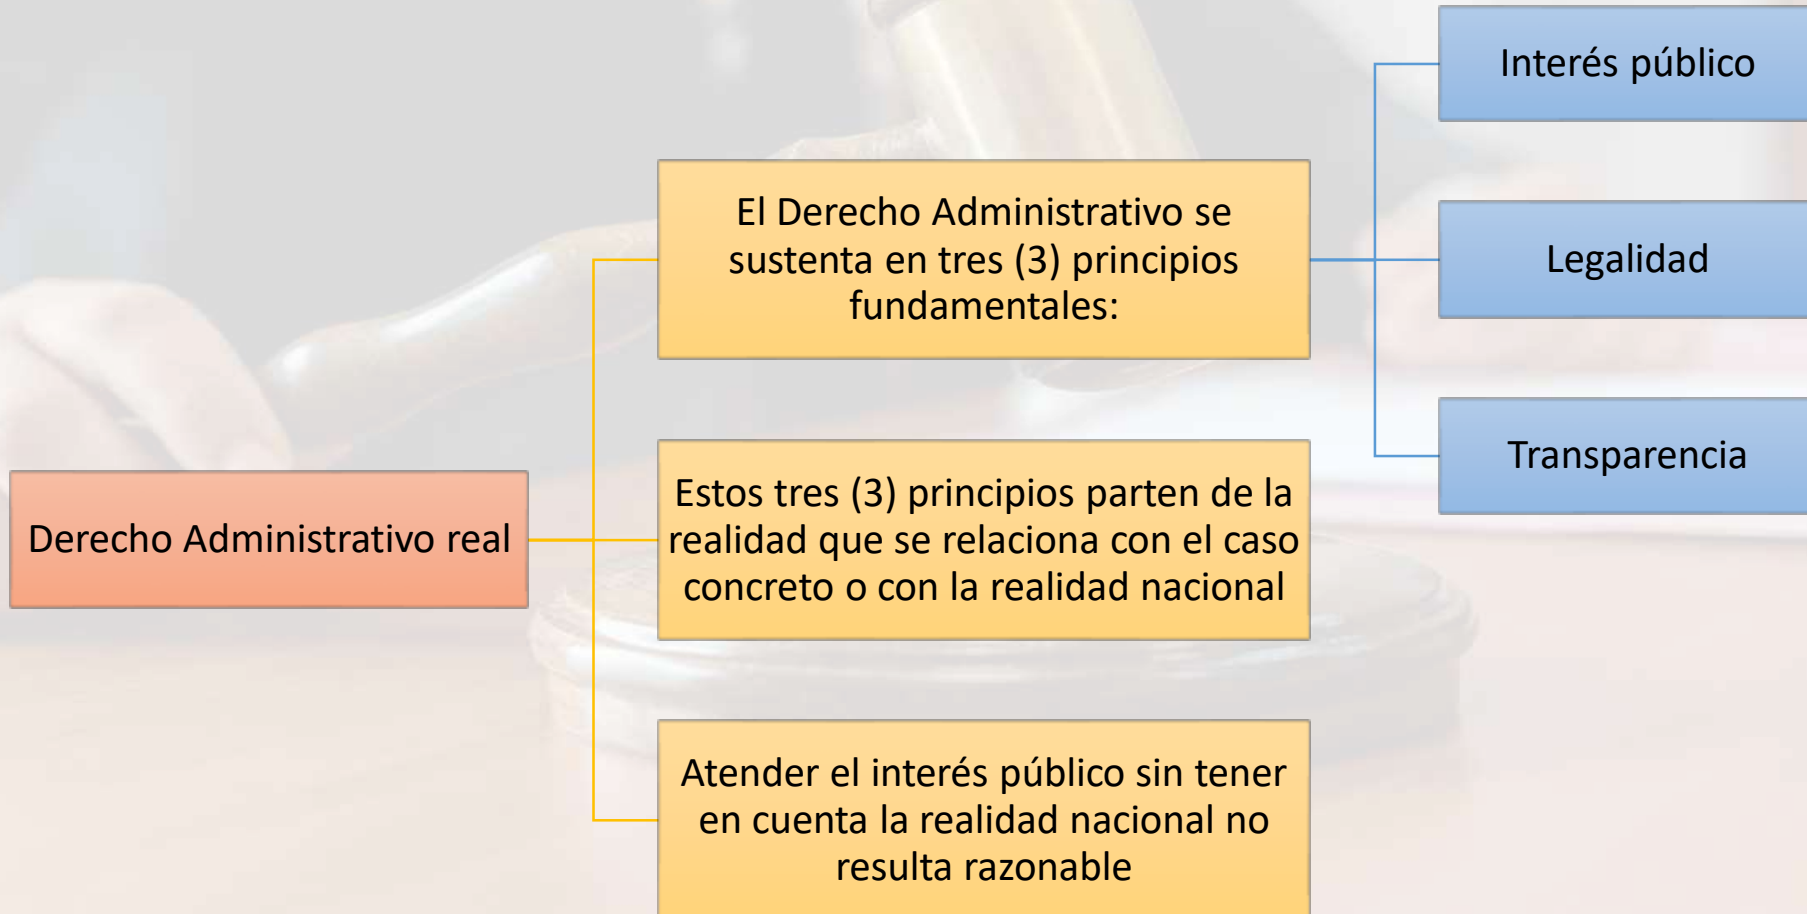 Derecho Administrativo real
El Derecho Administrativo se
sustenta en tres (3) principios
fundamentales:
Interés público
Legalidad
Transparencia
Estos tres (3) principios parten de la
realidad que se relaciona con el caso
concreto o con la realidad nacional
Atender el interés público sin tener
en cuenta la realidad nacional no
resulta razonable